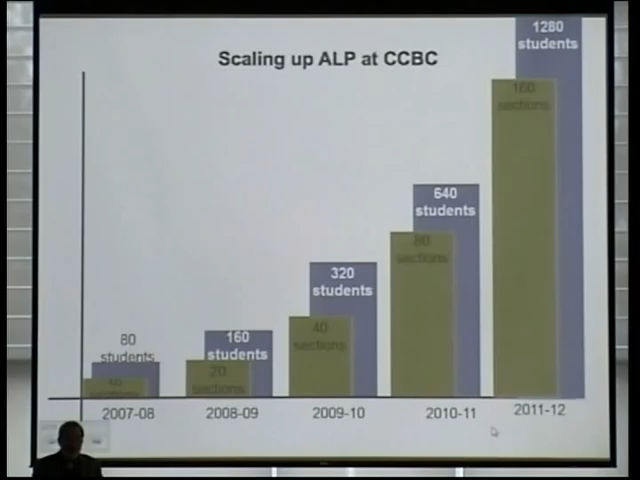 Scaling up ALP at CCBC
80
students
160
students
20
sections
320
students
40
sections
640
students
80
sections
1280
students
160
sections
sections
2007-08
2008-09
2009-10
2010-11
2011-12